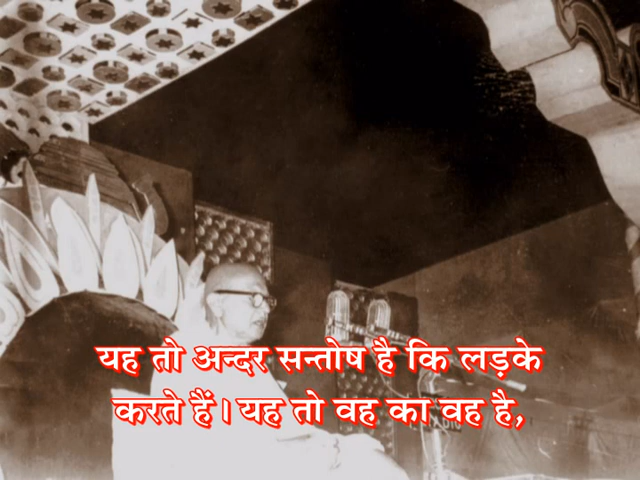 यह तो अन्दर सन्तोष है कि लड़के
करते हैं। यह तो वह का वह है,